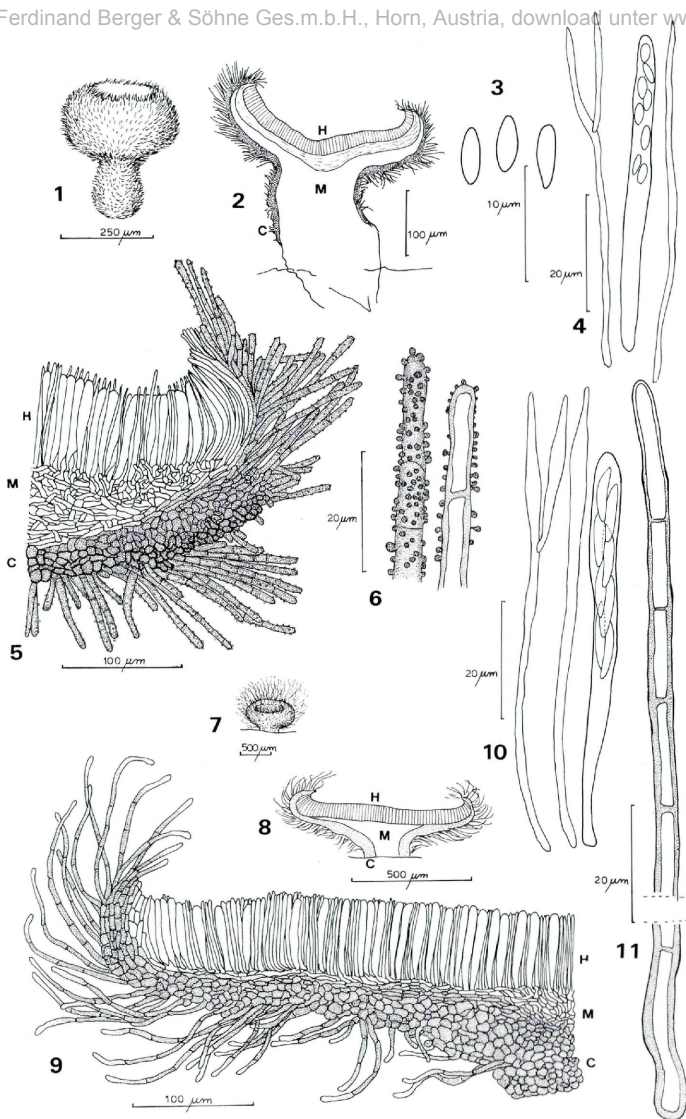 Ferdinand Berger & Söhne Ges.m.b.H., Horn, Austria, download unter
1
250 µm
2
H
M
C
100 µm
3
10 µm
4
20 µm
5
H
M
C
100 µm
6
20 µm
7
500 µm
8
H
M
C
500 µm
9
H
M
C
100 µm
10
20 µm
11
20 µm